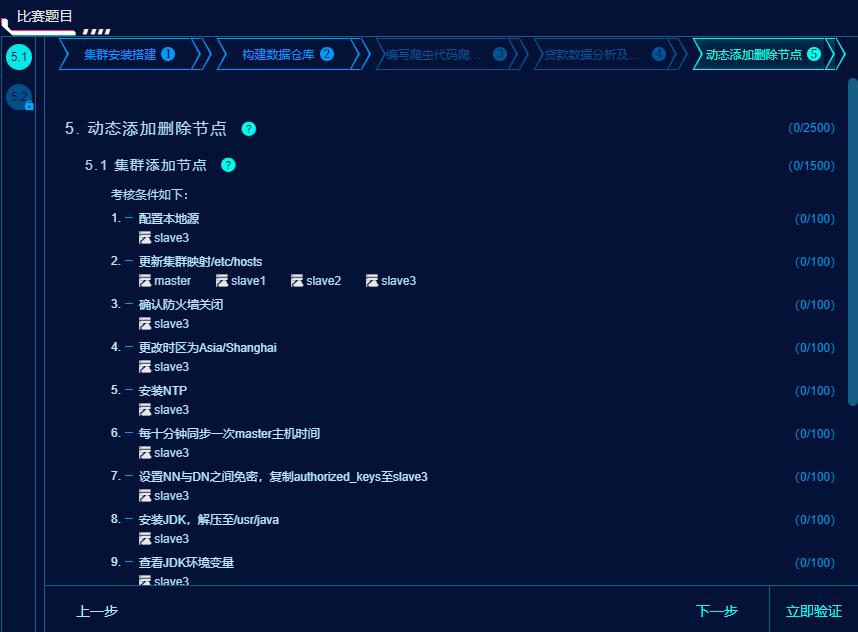 比赛题目
5.1
集群安装搭建 1
构建数据仓库 2
编写爬虫代码爬... 3
贷款数据分析及... 4
动态添加删除节点 5
5.2
5. 动态添加删除节点 ? (0/2500)
5.1 集群添加节点 ? (0/1500)
考核条件如下:
1. 一 配置本地源 (0/100)
slave3
2. 一 更新集群映射/etc/hosts (0/100)
master slave1 slave2 slave3
3. 一 确认防火墙关闭 (0/100)
slave3
4. 一 更改时区为Asia/Shanghai (0/100)
slave3
5. 一 安装NTP (0/100)
slave3
6. 一 每十分钟同步一次master主机时间 (0/100)
slave3
7. 一 设置NN与DN之间免密，复制authorized_keys至slave3 (0/100)
slave3
8. 一 安装JDK，解压至/usr/java (0/100)
slave3
9. 一 查看JDK环境变量 (0/100)
slave3
上一步
下一步
立即验证